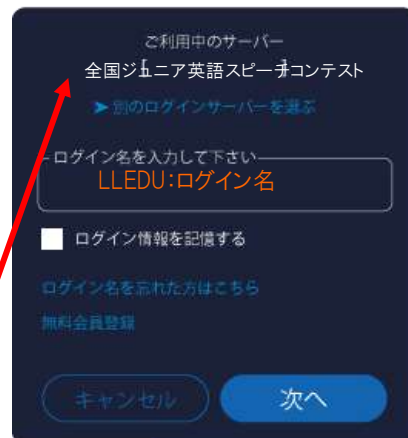 ご利用中のサーバー
全国ジュニア英語スピーチコンテスト
➤別のログインサーバーを選ぶ
ログイン名を入力して下さい
LLEDU:ログイン名
ログイン情報を記憶する
ログイン名を忘れた方はこちら
無料会員登録
キャンセル
次へ